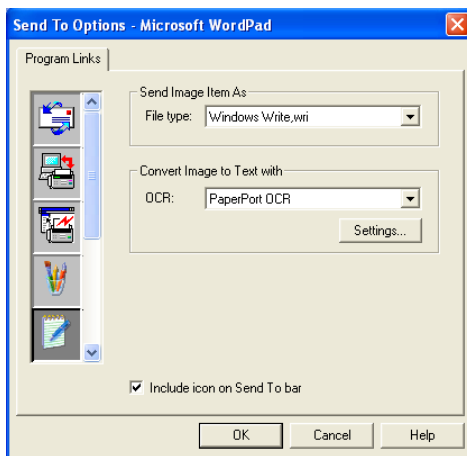 Send To Options - Microsoft WordPad
Program Links
Send Image Item As
File type: Windows Write,wri
Convert Image to Text with
OCR: PaperPort OCR
Settings...
Include icon on Send To bar
OK Cancel Help